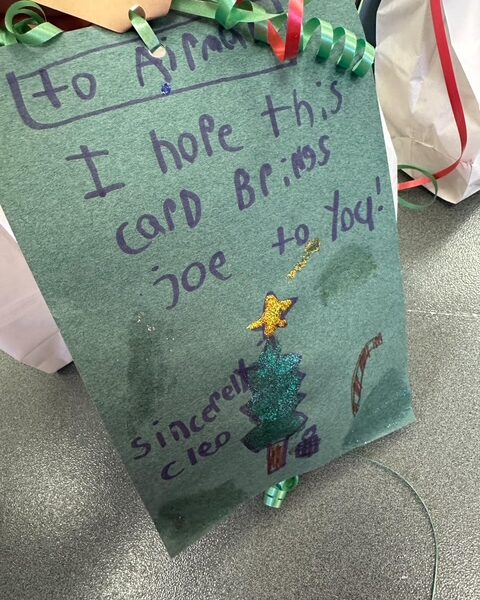 to
I hope this
carD Brings
joe to You!
sincerely
cleo